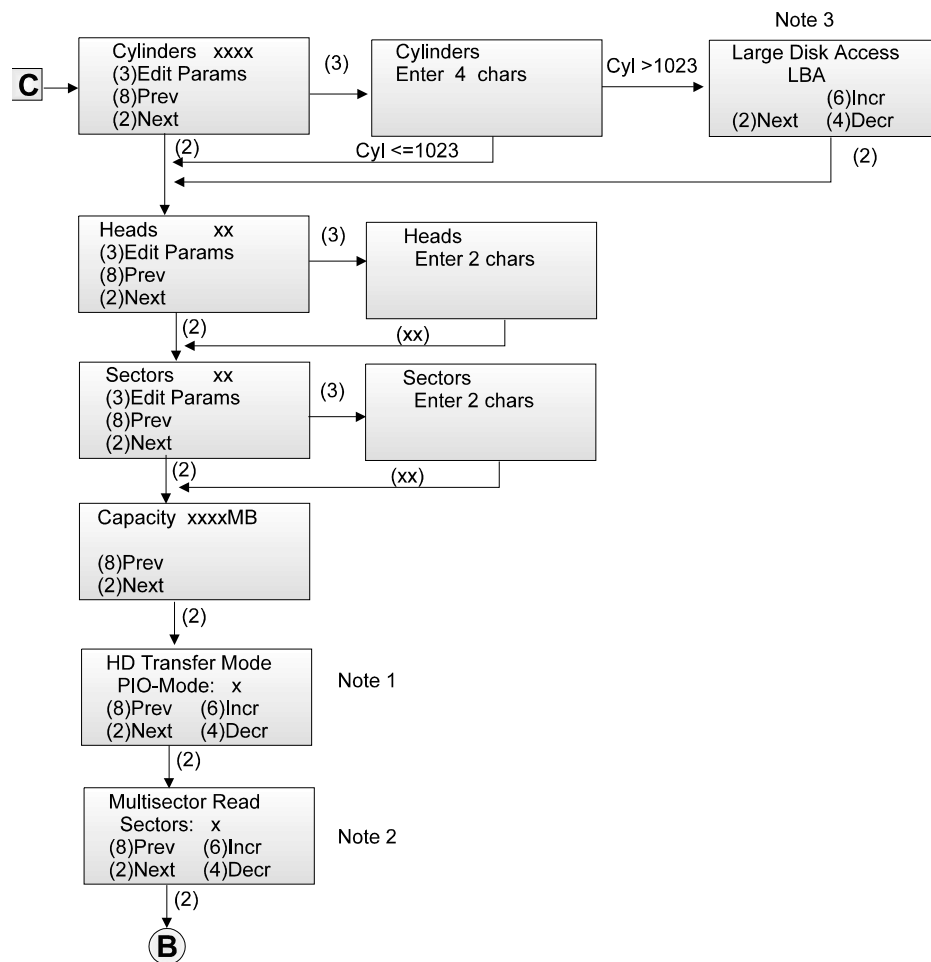 Note 3
C
Cylinders xxxx
(3)Edit Params
(8)Prev
(2)Next
(3)
Cylinders
Enter 4 chars
Cyl >1023
Large Disk Access
LBA
(6)Incr
(2)Next (4)Decr
(2)
Cyl <=1023
(2)
Heads xx
(3)Edit Params
(8)Prev
(2)Next
(3)
Heads
Enter 2 chars
(2)
(xx)
Sectors xx
(3)Edit Params
(8)Prev
(2)Next
(3)
Sectors
Enter 2 chars
(2)
(xx)
Capacity xxxxMB
(8)Prev
(2)Next
(2)
HD Transfer Mode
PIO-Mode: x
(8)Prev (6)Incr
(2)Next (4)Decr
Note 1
(2)
Multisector Read
Sectors: x
(8)Prev (6)Incr
(2)Next (4)Decr
Note 2
(2)
B